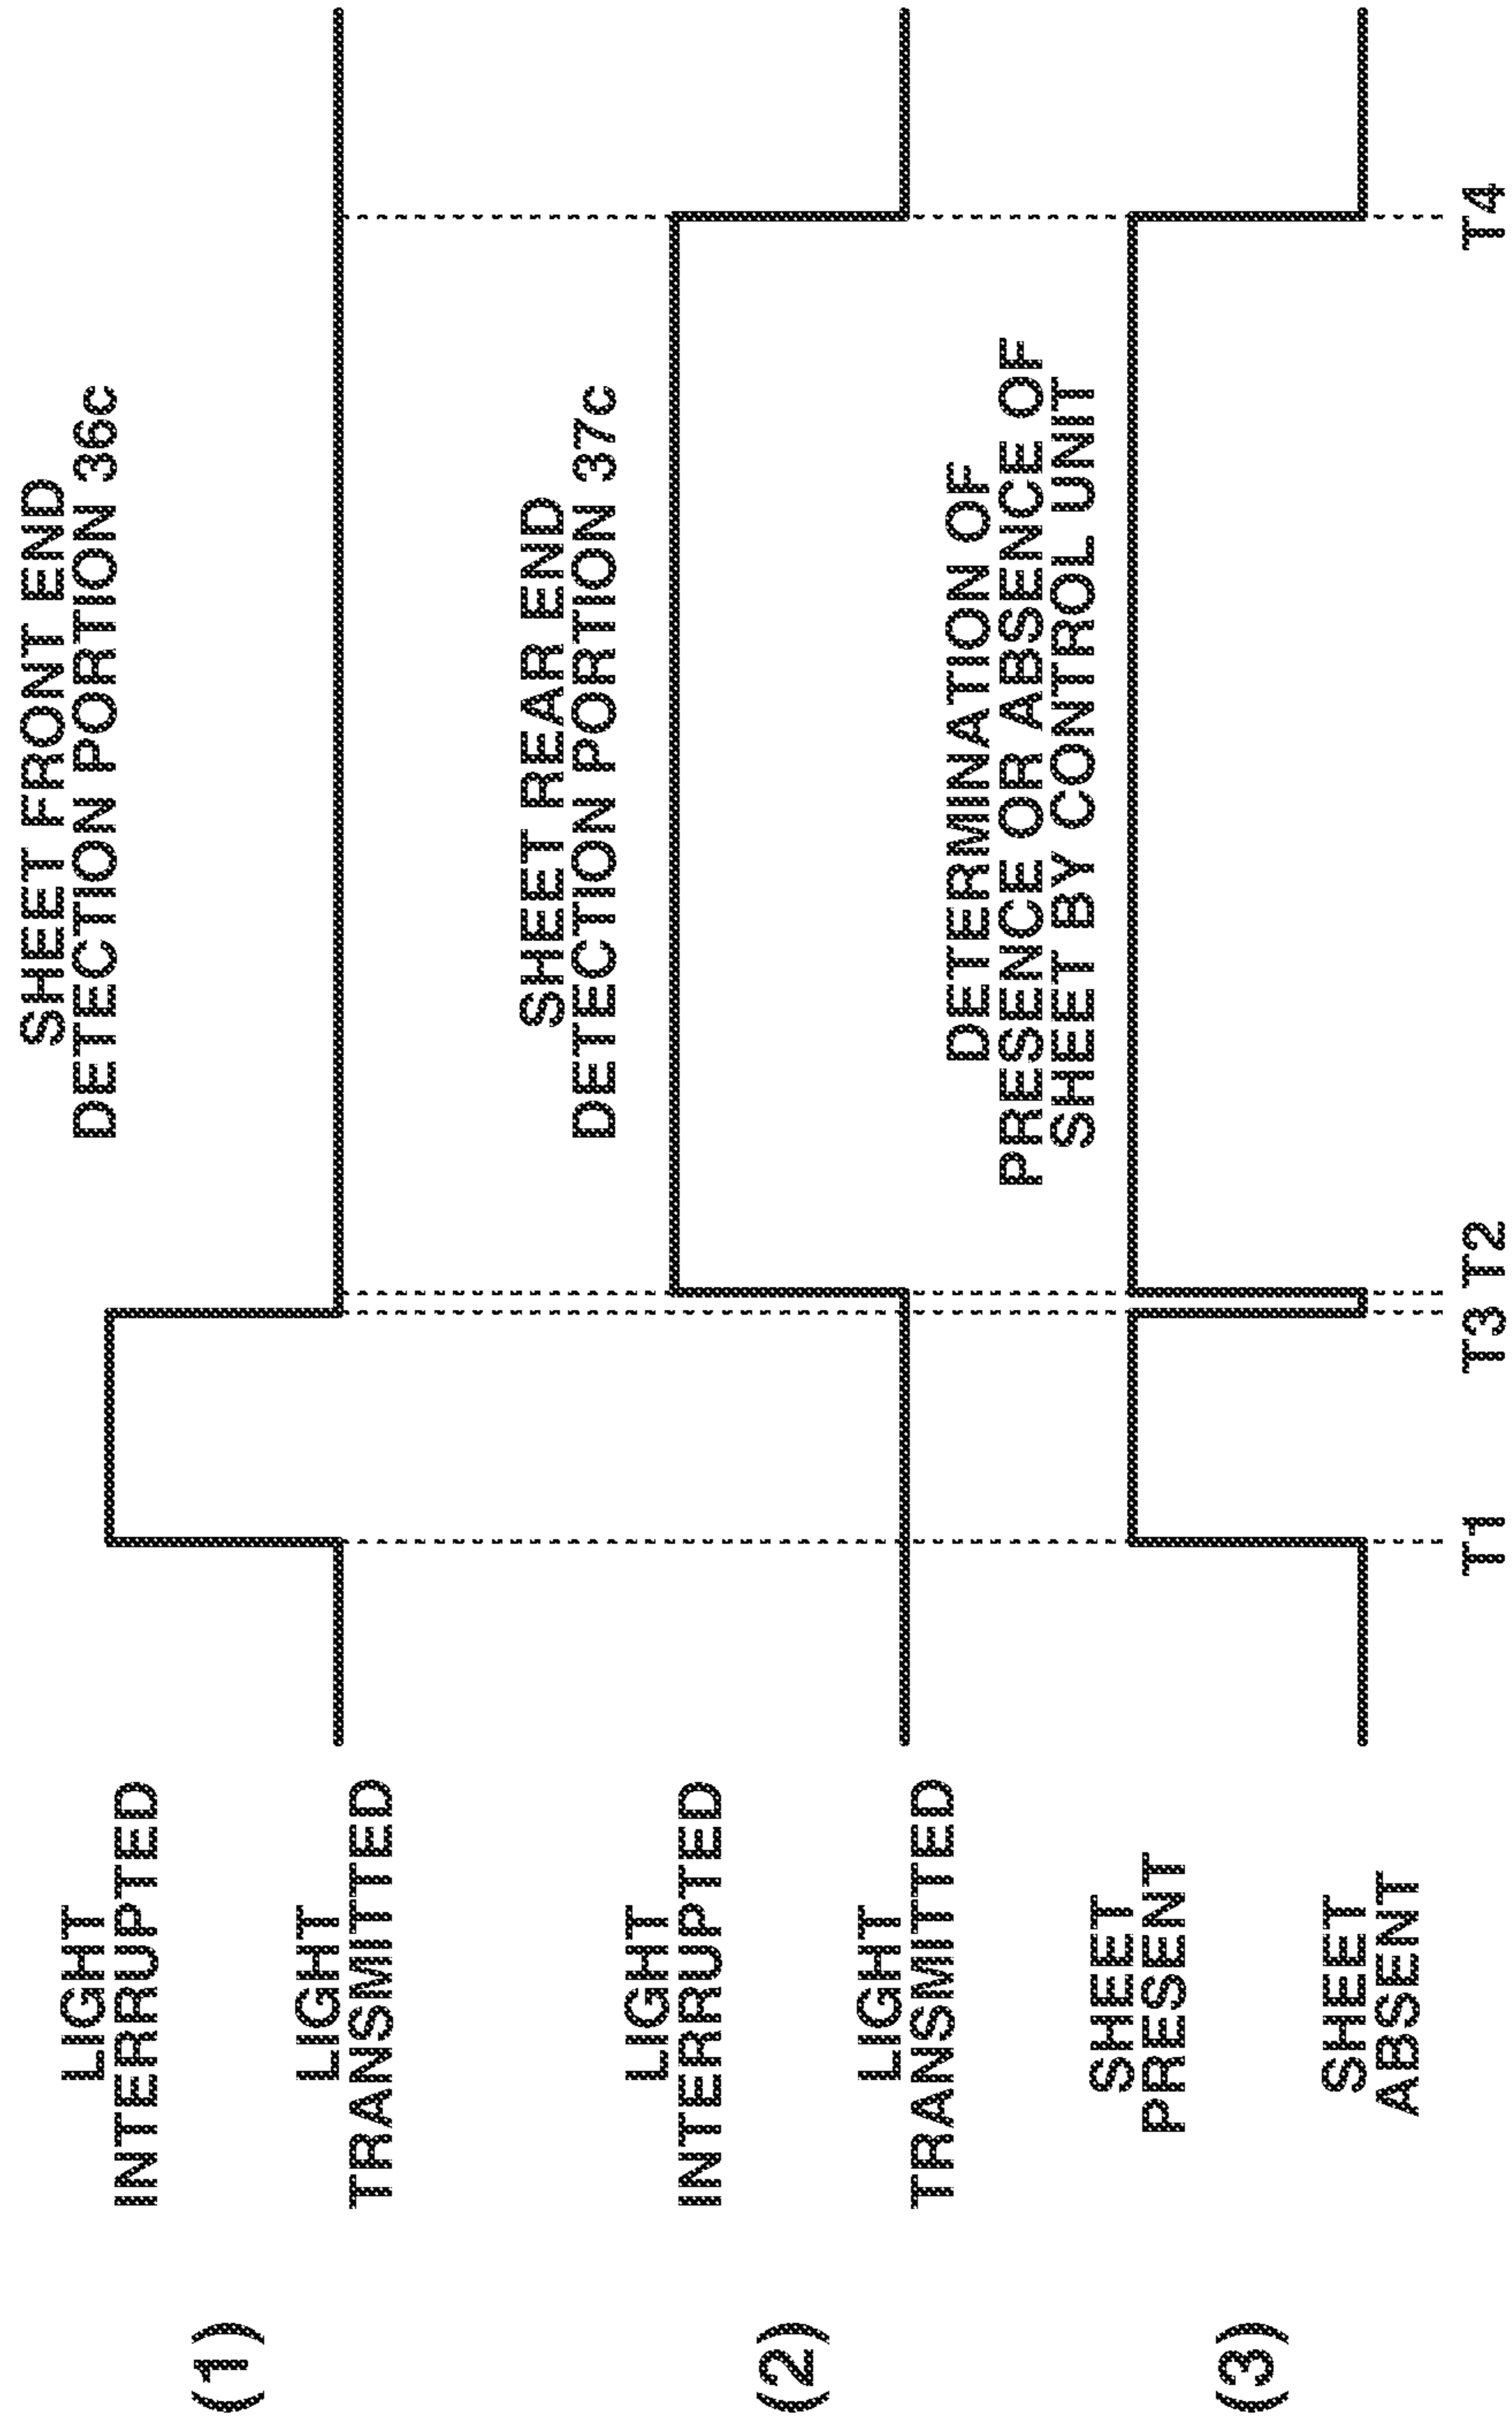 (1)
LIGHT
INTERRUPTED
LIGHT
TRANSMITTED
SHEET FRONT END
DETECTION PORTION 36c
(2)
LIGHT
INTERRUPTED
LIGHT
TRANSMITTED
SHEET REAR END
DETECTION PORTION 37c
(3)
SHEET
PRESENT
SHEET
ABSENT
DETERMINATION OF
PRESENCE OR ABSENCE OF
SHEET BY CONTROL UNIT
T1 T3 T2 T4